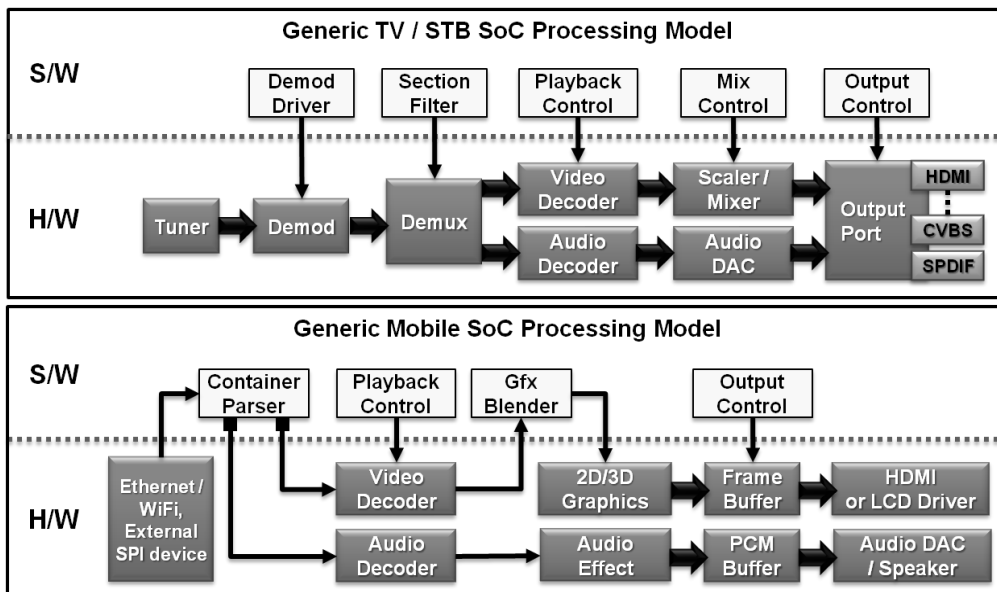 Generic TV / STB SoC Processing Model
S/W
Demod
Driver
Section
Filter
Playback
Control
Mix
Control
Output
Control
H/W
Tuner
Demod
Demux
Video
Decoder
Scaler /
Mixer
Audio
Decoder
Audio
DAC
Output
Port
HDMI
CVBS
SPDIF
Generic Mobile SoC Processing Model
S/W
Container
Parser
Playback
Control
Gfx
Blender
Output
Control
H/W
Ethernet /
WiFi,
External
SPI device
Video
Decoder
2D/3D
Graphics
Frame
Buffer
HDMI
or LCD Driver
Audio
Decoder
Audio
Effect
PCM
Buffer
Audio DAC
/ Speaker